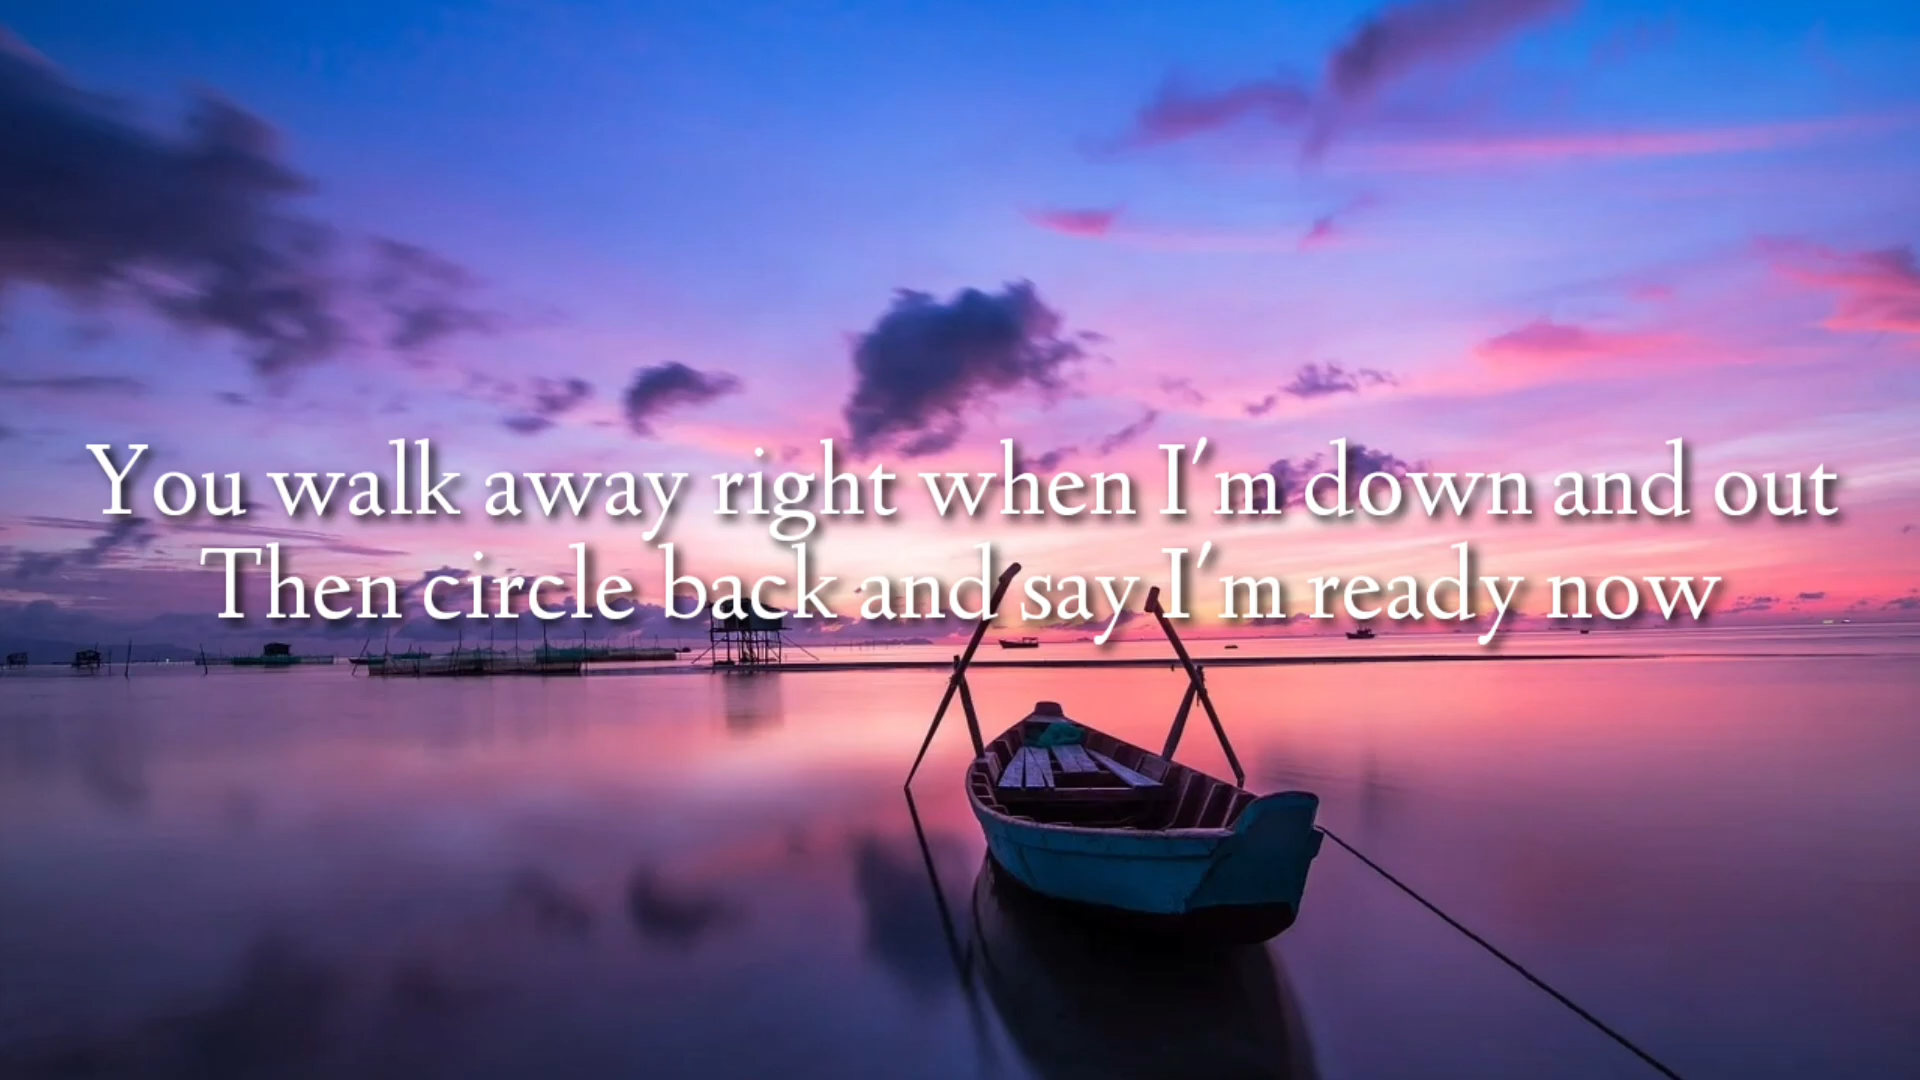 You walk away right when I'm down and out
Then circle back and say I'm ready now